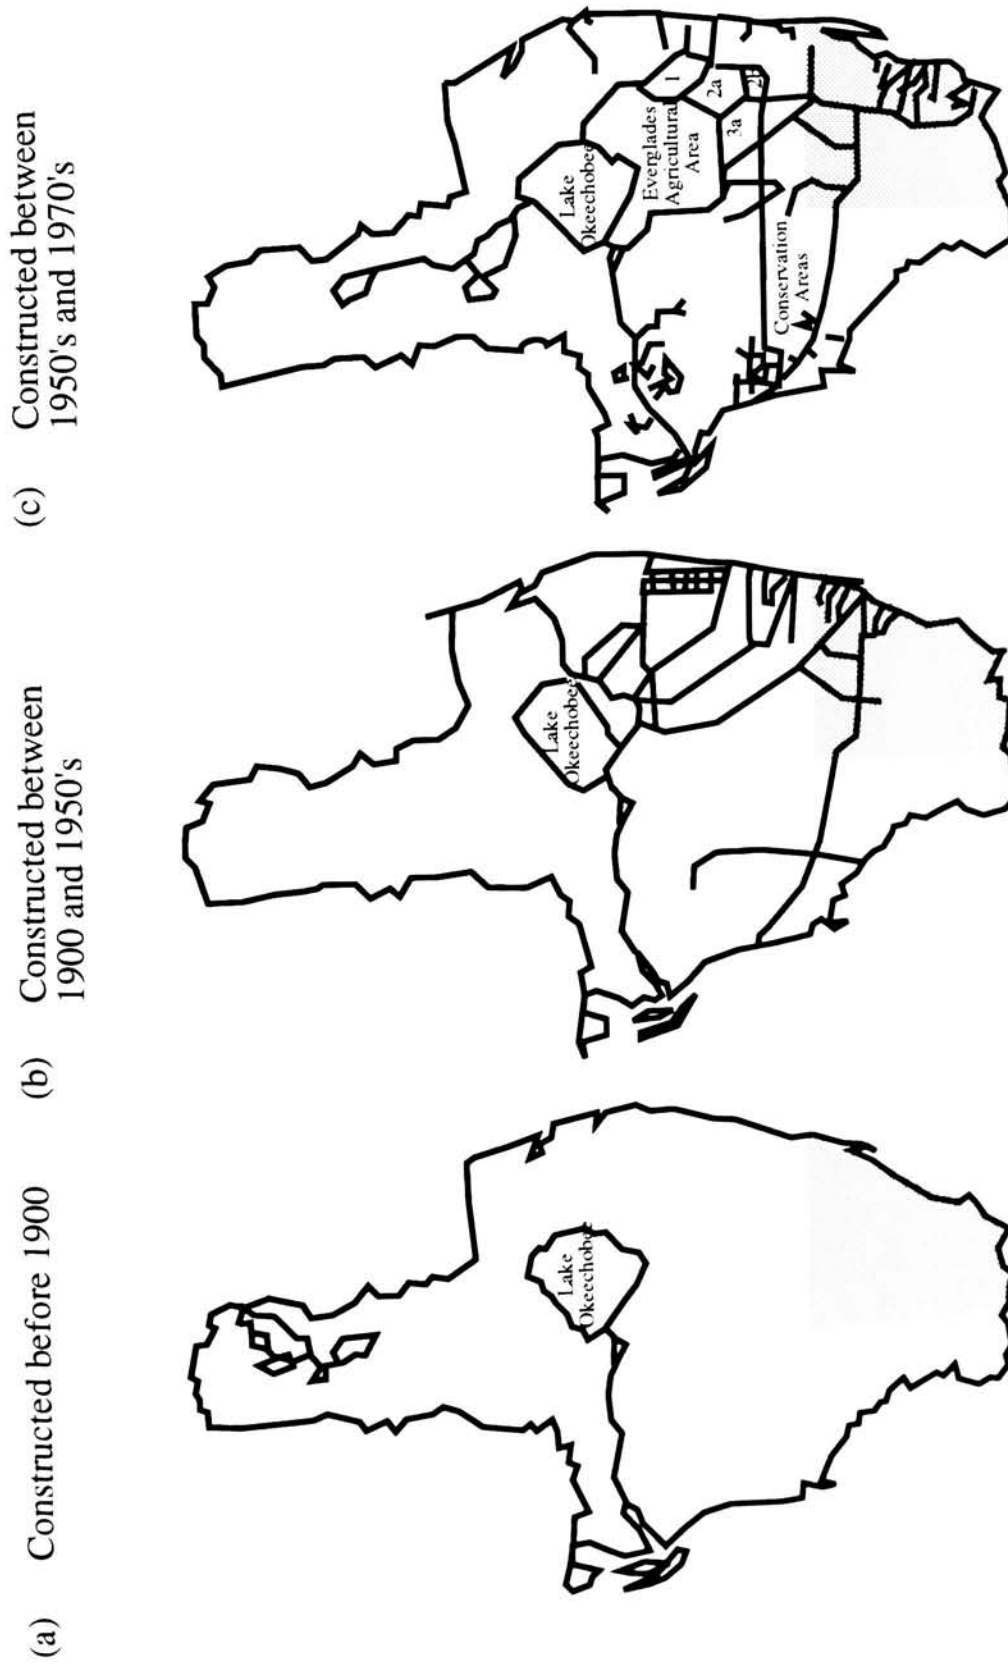 (a) Constructed before 1900
Lake
Okeechobee
(b) Constructed between
1900 and 1950's
Lake
Okeechobee
(c) Constructed between
1950's and 1970's
Lake
Okeechobee
Everglades
Agricultural
Area
1
2a
2b
3a
Conservation
Areas